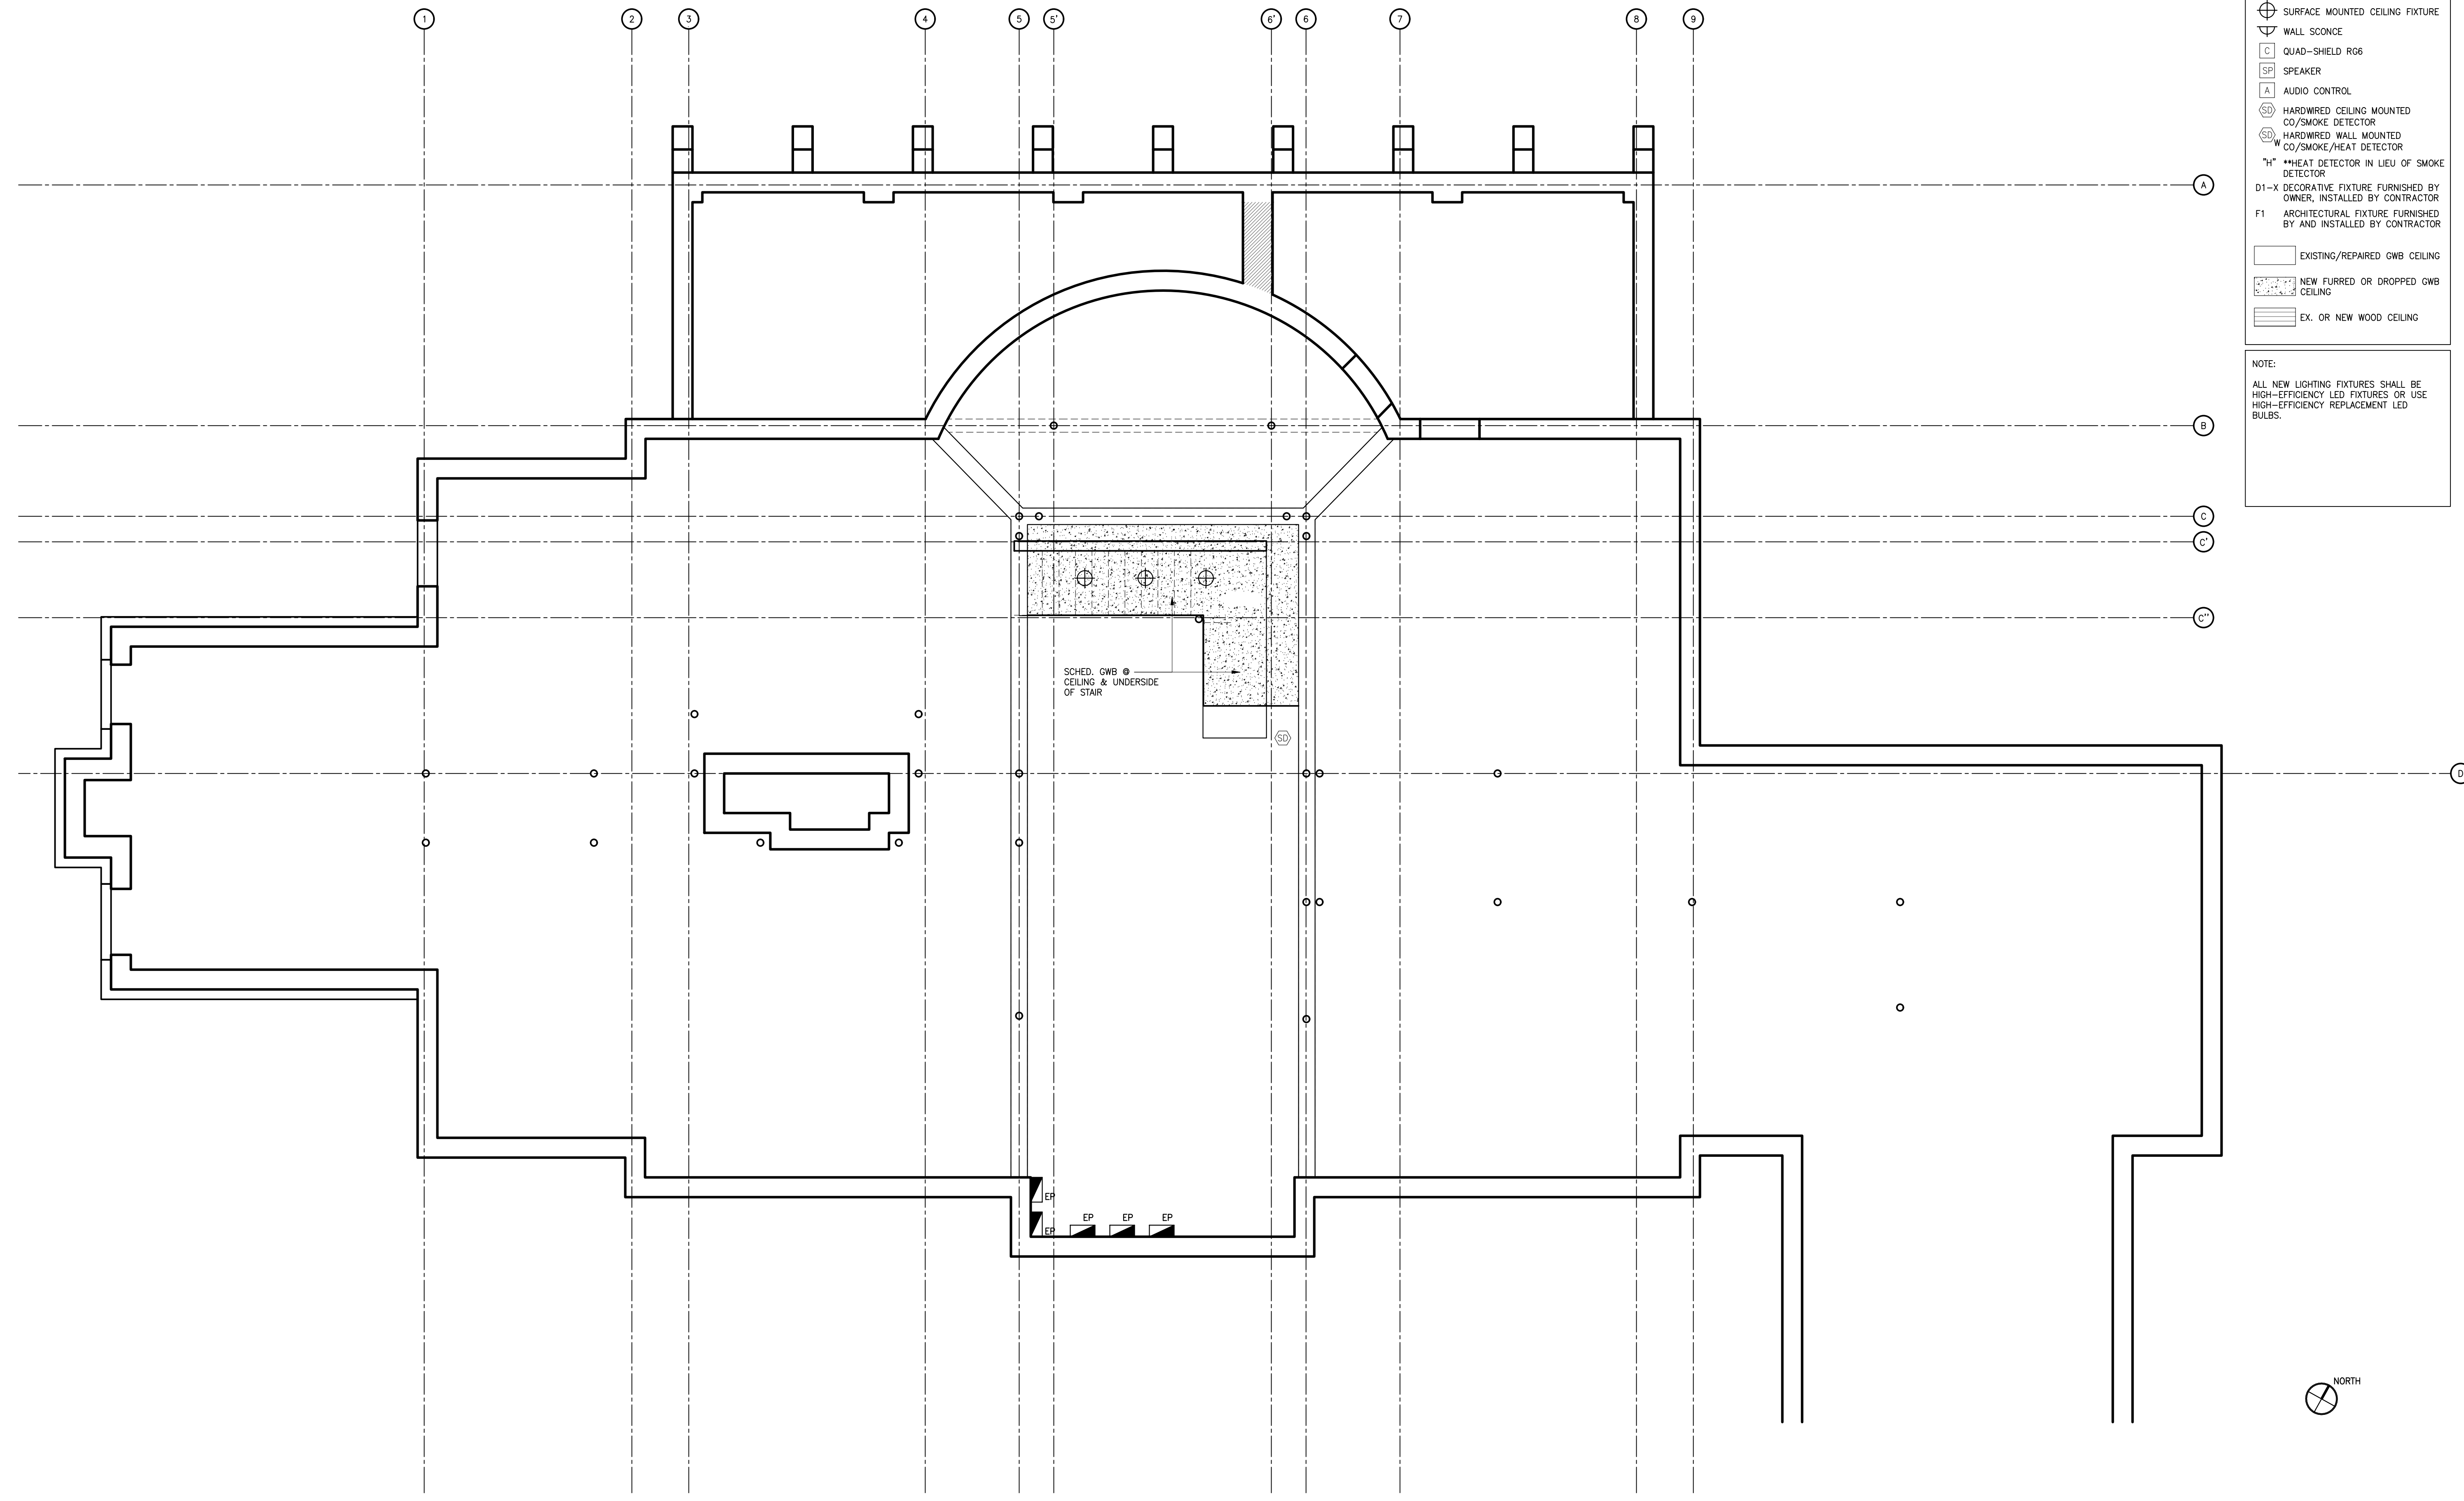 1
2
3
4
5
5'
6'
6
7
8
9
SURFACE MOUNTED CEILING FIXTURE
WALL SCONCE
C QUAD-SHIELD RG6
SP SPEAKER
A AUDIO CONTROL
SD HARDWIRED CEILING MOUNTED
CO/SMOKE DETECTOR
SD W HARDWIRED WALL MOUNTED
CO/SMOKE/HEAT DETECTOR
"H" **HEAT DETECTOR IN LIEU OF SMOKE
DETECTOR
D1-X DECORATIVE FIXTURE FURNISHED BY
OWNER, INSTALLED BY CONTRACTOR
F1 ARCHITECTURAL FIXTURE FURNISHED
BY AND INSTALLED BY CONTRACTOR
EXISTING/REPAIRED GWB CEILING
NEW FURRED OR DROPPED GWB
CEILING
EX. OR NEW WOOD CEILING
NOTE:
ALL NEW LIGHTING FIXTURES SHALL BE
HIGH-EFFICIENCY LED FIXTURES OR USE
HIGH-EFFICIENCY REPLACEMENT LED
BULBS.
A
B
C
C'
C"
D
SCHED. GWB @
CEILING & UNDERSIDE
OF STAIR
SD
EP
EP
EP
EP
EP
NORTH